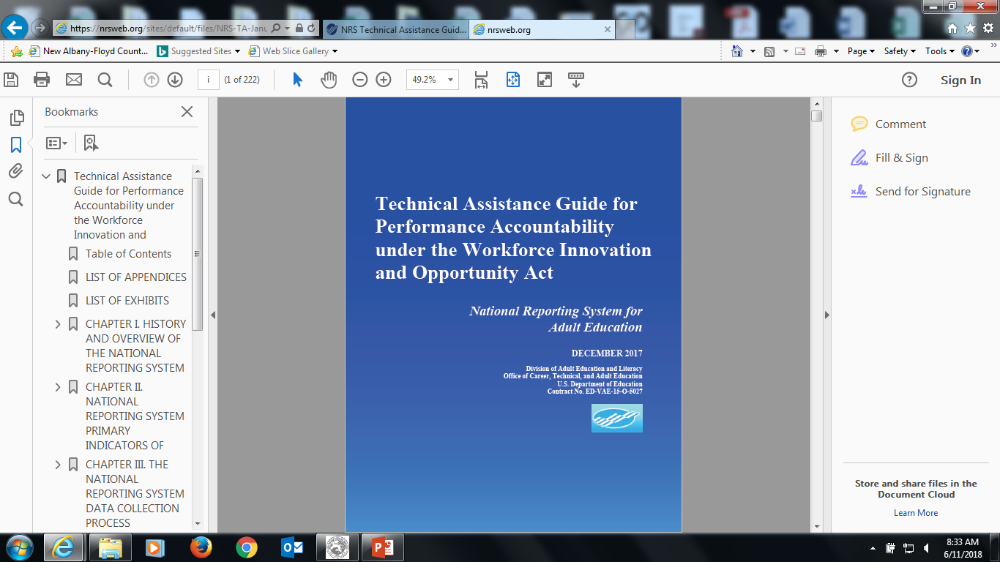 https://nrsweb.org/sites/default/files/NRS-TA-Janu
NRS Technical Assistance Guid...
nrsweb.org
New Albany-Floyd Count...
Suggested Sites
Web Slice Gallery
Page
Safety
Tools
i
(1 of 222)
49.2%
Sign In
Bookmarks
Technical Assistance
Guide for Performance
Accountability under
the Workforce
Innovation and
Table of Contents
LIST OF APPENDICES
LIST OF EXHIBITS
CHAPTER I. HISTORY
AND OVERVIEW OF
THE NATIONAL
REPORTING SYSTEM
CHAPTER II.
NATIONAL
REPORTING SYSTEM
PRIMARY
INDICATORS OF
CHAPTER III. THE
NATIONAL
REPORTING SYSTEM
DATA COLLECTION
PROCESS
Technical Assistance Guide for
Performance Accountability
under the Workforce Innovation
and Opportunity Act
National Reporting System for
Adult Education
DECEMBER 2017
Division of Adult Education and Literacy
Office of Career, Technical, and Adult Education
U.S. Department of Education
Contract No. ED-VAE-15-O-5027
Comment
Fill & Sign
Send for Signature
Store and share files in the
Document Cloud
Learn More
8:33 AM
6/11/2018